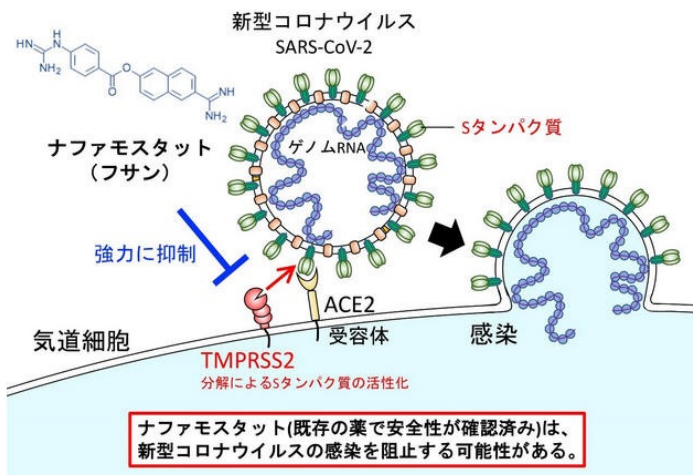 新型コロナウイルス
SARS-CoV-2
HN
H
N
NH₂
O
O
NH
NH₂
ナファモスタット
(フサン)
Sタンパク質
ゲノムRNA
強力に抑制
ACE2
受容体
気道細胞
TMPRSS2
分解によるSタンパク質の活性化
感染
ナファモスタット(既存の薬で安全性が確認済み)は、
新型コロナウイルスの感染を阻止する可能性がある。